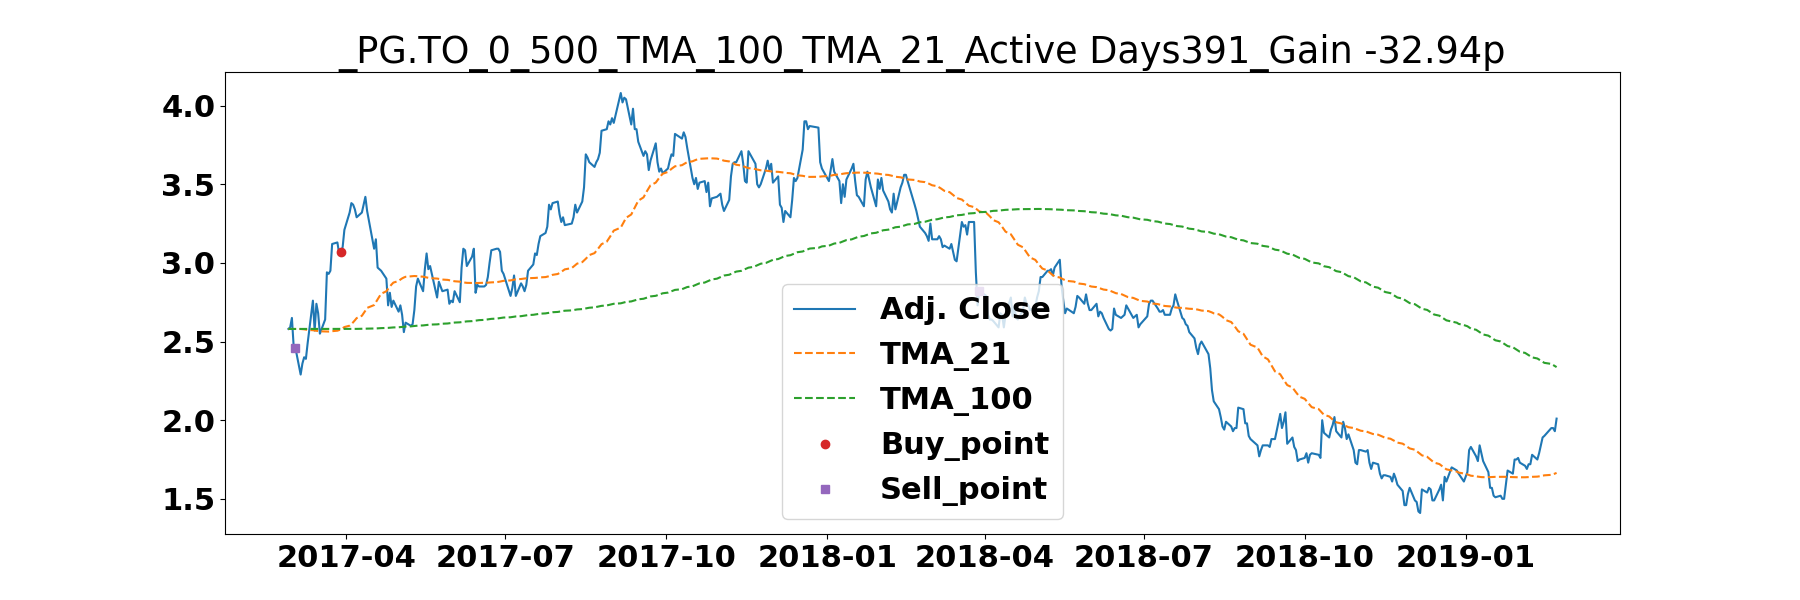 _PG.TO_0_500_TMA_100_TMA_21_Active Days391_Gain -32.94p
4.0
3.5
3.0
2.5
2.0
1.5
Adj. Close
TMA_21
TMA_100
Buy_point
Sell_point
2017-04 2017-07 2017-10 2018-01 2018-04 2018-07 2018-10 2019-01